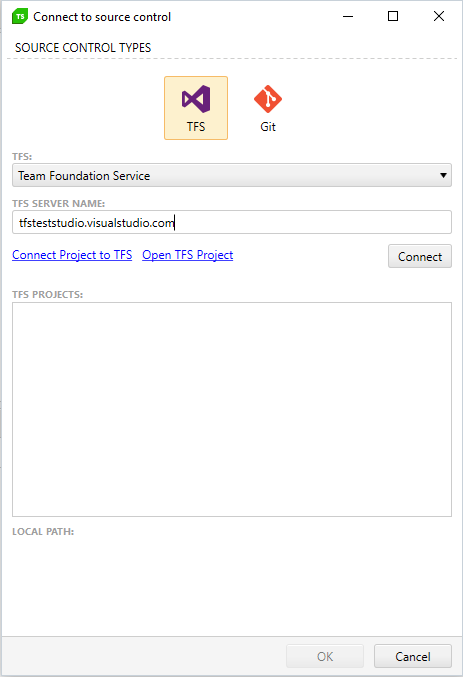 TS Connect to source control
SOURCE CONTROL TYPES
TFS Git
TFS:
Team Foundation Service
TFS SERVER NAME:
tfsteststudio.visualstudio.com
Connect Project to TFS Open TFS Project Connect
TFS PROJECTS:
LOCAL PATH:
OK Cancel